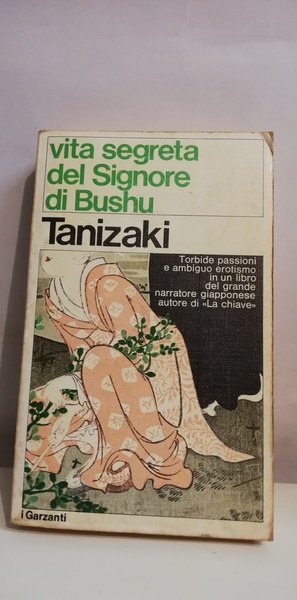 vita segreta
del Signore
di Bushu
Tanizaki
Torbide passioni
e ambiguo erotismo
in un libro
del grande
narratore giapponese
autore di «La chiave»
i Garzanti